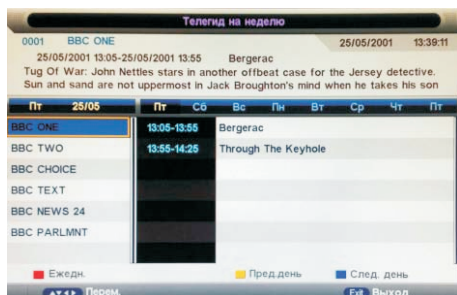 Телегид на неделю
0001 BBC ONE 25/05/2001 13:39:11
25/05/2001 13:05-25/05/2001 13:55 Bergerac
Tug Of War: John Nettles stars in another offbeat case for the Jersey detective.
Sun and sand are not uppermost in Jack Broughton's mind when he takes his son
Пт 25/05 Пт Сб Вс Пн Вт Ср Чт Пт
BBC ONE 13:05-13:55 Bergerac
BBC TWO 13:55-14:25 Through The Keyhole
BBC CHOICE
BBC TEXT
BBC NEWS 24
BBC PARLMNT
Ежедн. Пред.день След. день
Перем. Exit Выход